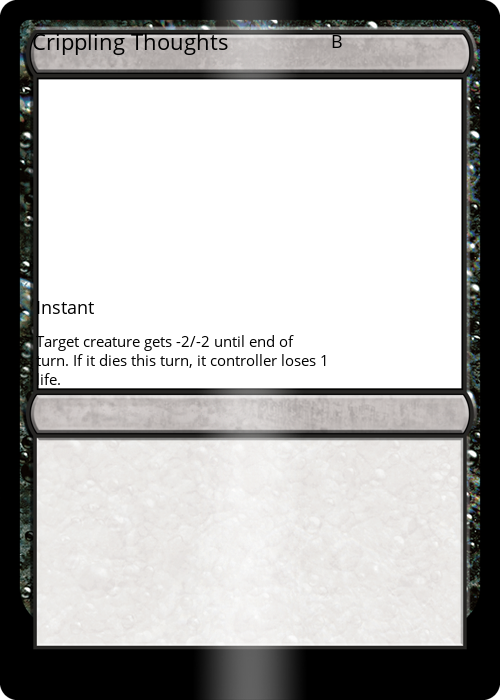 Crippling Thoughts B
Instant
Target creature gets -2/-2 until end of
turn. If it dies this turn, it controller loses 1
life.